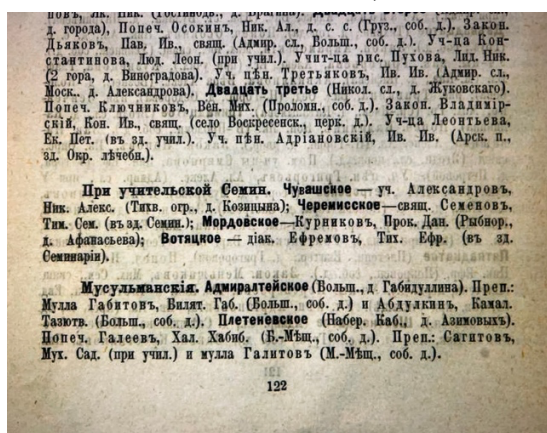 новъ, Як. Ник. (Гостинодв., д. Врагина). Двадцать
д. города), Попеч. Осокинъ, Ник. Ал., д. с. с. (Груз., соб. д.). Закон.
Дьяковъ, Пав. Ив., свящ. (Адмир. сл., Больш., соб. д.). Уч-ца Кон-
стантинова, Люд. Леон. (при учил.). Учит-ца рис. Пухова, Лид. Ник.
(2 гора, д. Виноградова). Уч. пѣн. Третьяковъ, Ив. Ив. (Адмир. сл.,
Моск., д. Александрова). Двадцать третье (Никол. сл., д. Жуковскаго).
Попеч. Ключниковъ, Вен. Мих. (Проломн., соб. д.). Закон. Владимір-
скій, Кон. Ив., свящ. (село Воскресенск., церк. д.). Уч-ца Леонтьева,
Ек. Пет. (въ зд. учил.). Уч. пѣн. Адріановскій, Ив. Ив. (Арск. п.,
зд. Окр. лѣчебн.).
При учительской Семин. Чувашское — уч. Александровъ,
Ник. Алекс. (Тихв. огр., д. Козицына); Черемисское — свящ. Семеновъ,
Тим. Сем. (въ зд. Семин.); Мордовское — Курниковъ, Прок. Дан. (Рыбнор.,
д. Афанасьева); Вотяцкое — діак. Ефремовъ, Тих. Ефр. (въ зд.
Семинаріи).
Мусульманскія. Адмиралтейское (Больш., д Габидуллина). Преп.:
Мулла Габитовъ, Билят. Габ. (Больш., соб. д.) и Абдулкинъ, Камал.
Тазютв. (Больш., соб. д.). Плетеневское (Набер. Каб., д. Азимовыхъ).
Попеч. Галеевъ, Хал. Хабиб. (Б.-Мѣщ., соб. д.). Преп.: Сагитовъ,
Мух. Сад. (при учил.) и мулла Галитовъ (М.-Мѣщ., соб. д.).
122